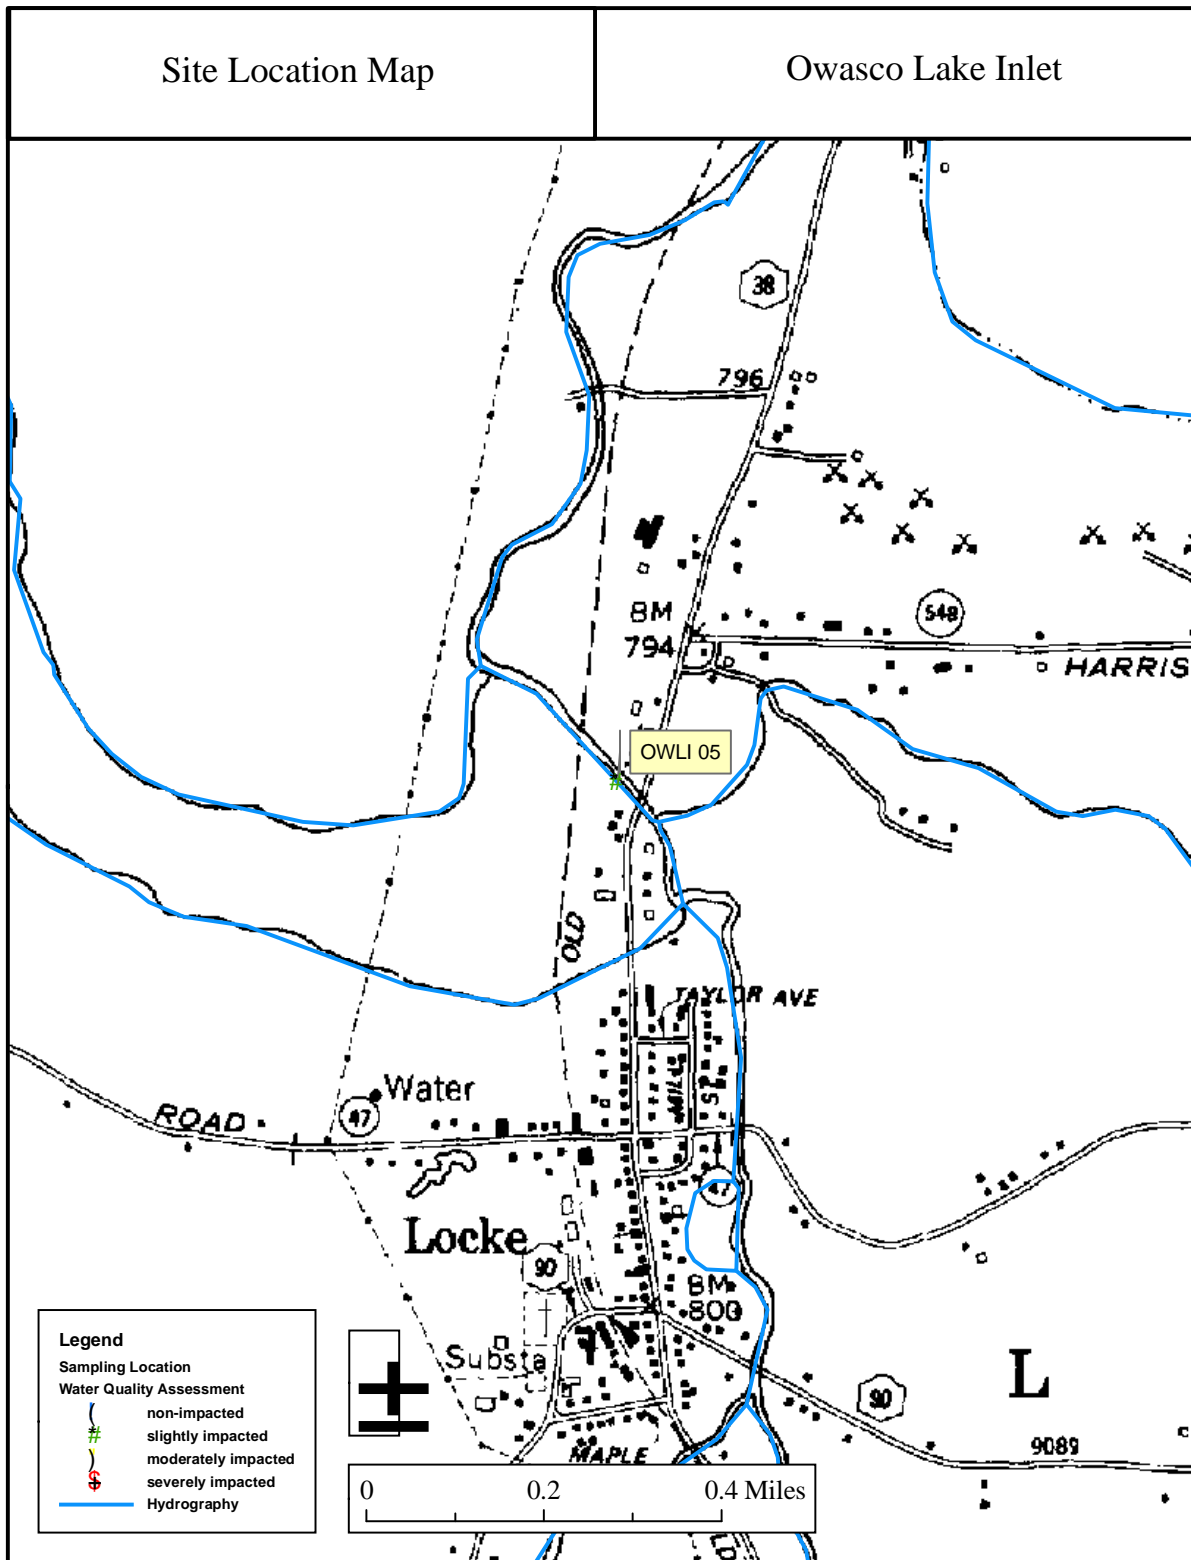 Site Location Map
Owasco Lake Inlet
38
796
BM
794
548
HARRIS
OWLI 05
OLD
TAYLOR AVE
MILL ST
Water
47
ROAD
47
Locke
90
BM
800
Substa
L
90
9089
MAPLE
Legend
Sampling Location
Water Quality Assessment
non-impacted
slightly impacted
moderately impacted
severely impacted
Hydrography
0 0.2 0.4 Miles